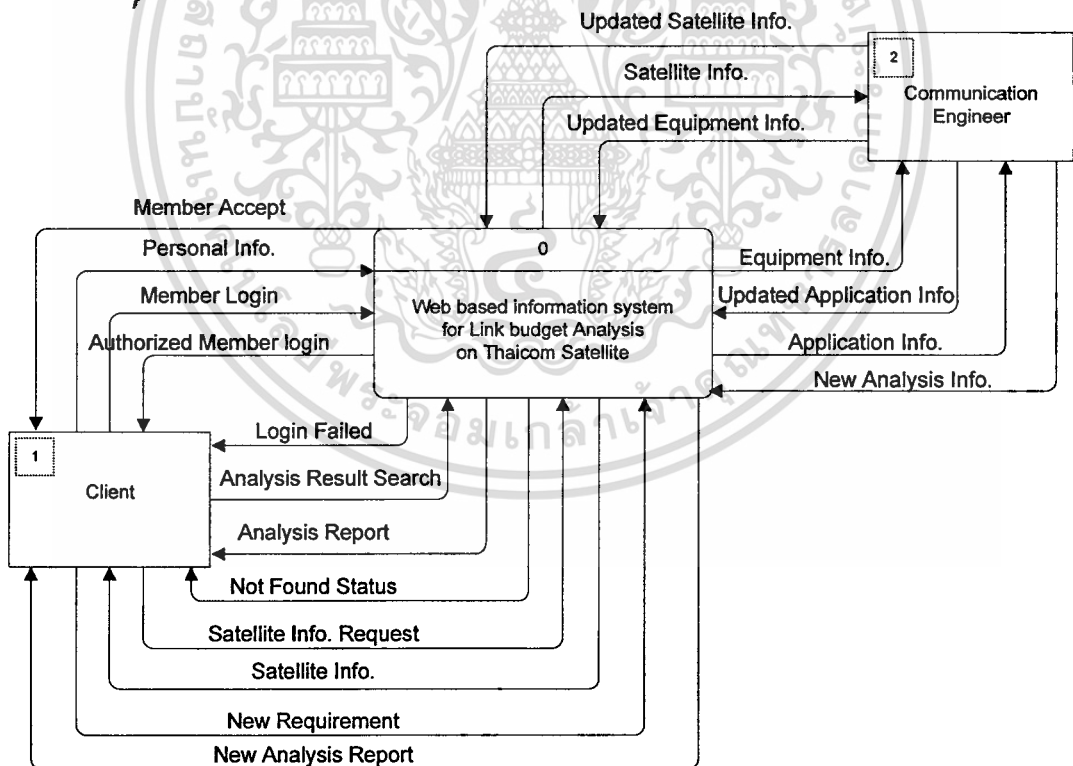 Updated Satellite Info.
2
Satellite Info.
Communication
Engineer
Updated Equipment Info.
Member Accept
0
Personal Info.
Equipment Info.
Member Login
Web based information system
for Link budget Analysis
on Thaicom Satellite
Updated Application Info
Authorized Member login
Application Info.
New Analysis Info.
Login Failed
1
Analysis Result Search
Client
Analysis Report
Not Found Status
Satellite Info. Request
Satellite Info.
New Requirement
New Analysis Report